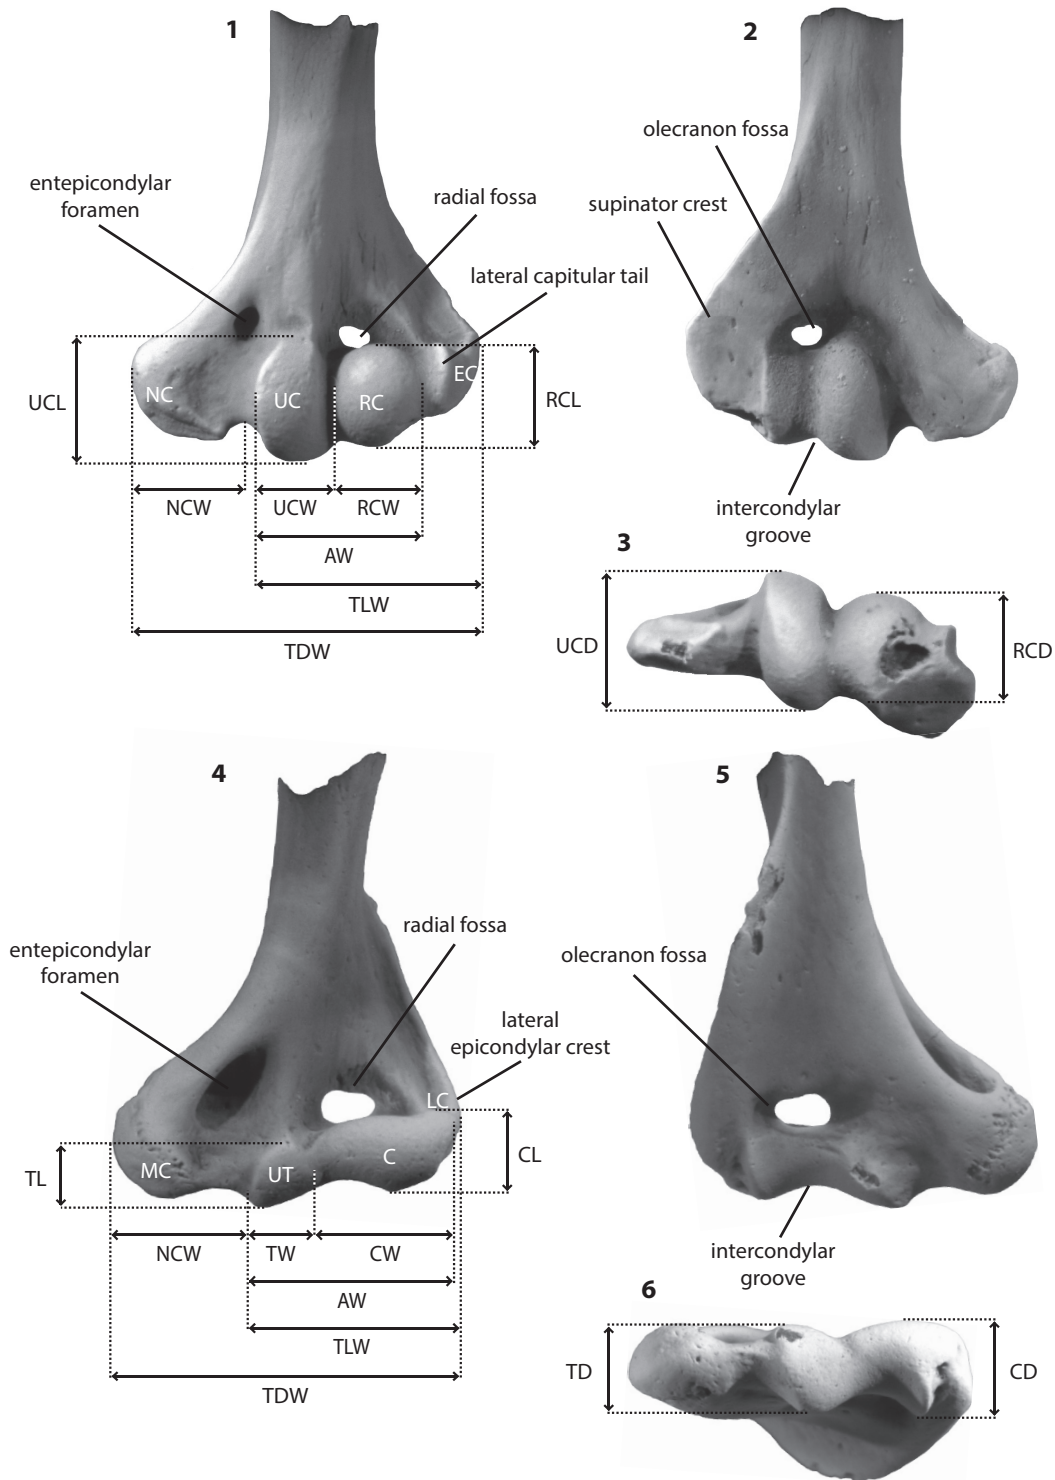 1
entepicondylar
foramen
radial fossa
lateral capitular tail
NC
UC
RC
EC
UCL
RCL
NCW
UCW
RCW
AW
TLW
TDW
2
olecranon fossa
supinator crest
intercondylar
groove
3
UCD
RCD
4
entepicondylar
foramen
radial fossa
lateral
epicondylar crest
LC
MC
UT
C
TL
CL
NCW
TW
CW
AW
TLW
TDW
5
olecranon fossa
intercondylar
groove
6
TD
CD